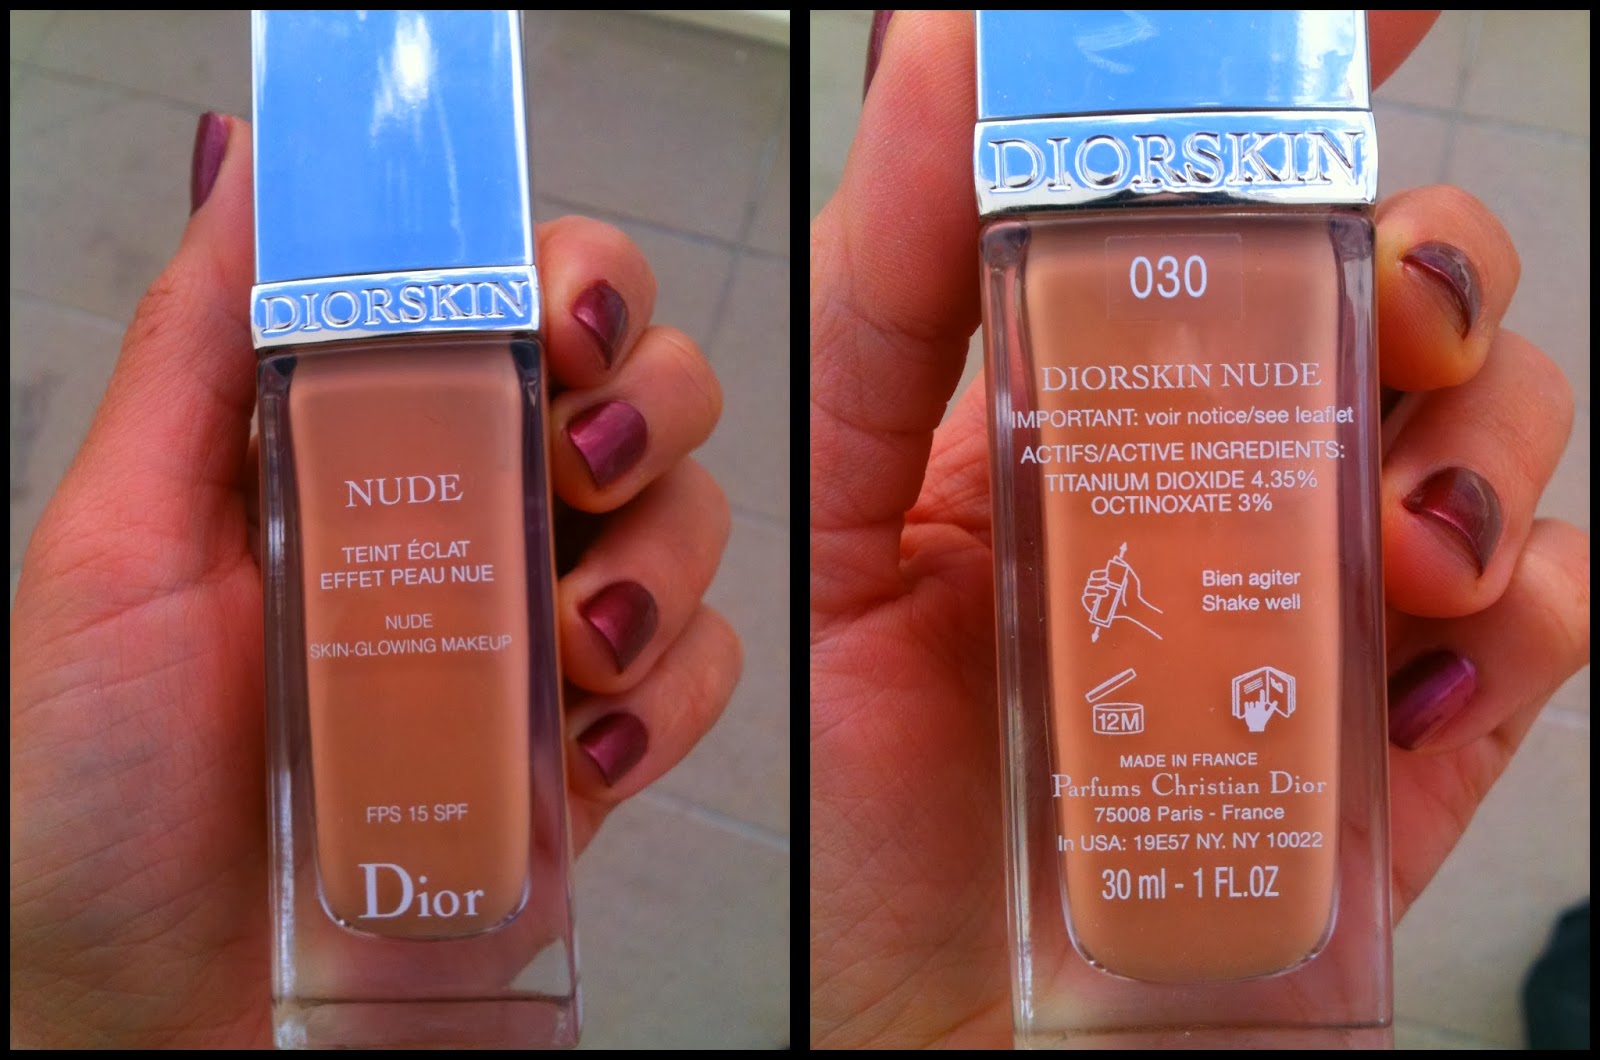 DIORSKIN
NUDE
TEINT ÉCLAT
EFFET PEAU NUE
NUDE
SKIN-GLOWING MAKEUP
FPS 15 SPF
Dior
DIORSKIN
030
DIORSKIN NUDE
IMPORTANT: voir notice/see leaflet
ACTIFS/ACTIVE INGREDIENTS:
TITANIUM DIOXIDE 4.35%
OCTINOXATE 3%
Bien agiter
Shake well
12M
MADE IN FRANCE
Parfums Christian Dior
75008 Paris - France
In USA: 19E57 NY. NY 10022
30 ml - 1 FL.OZ